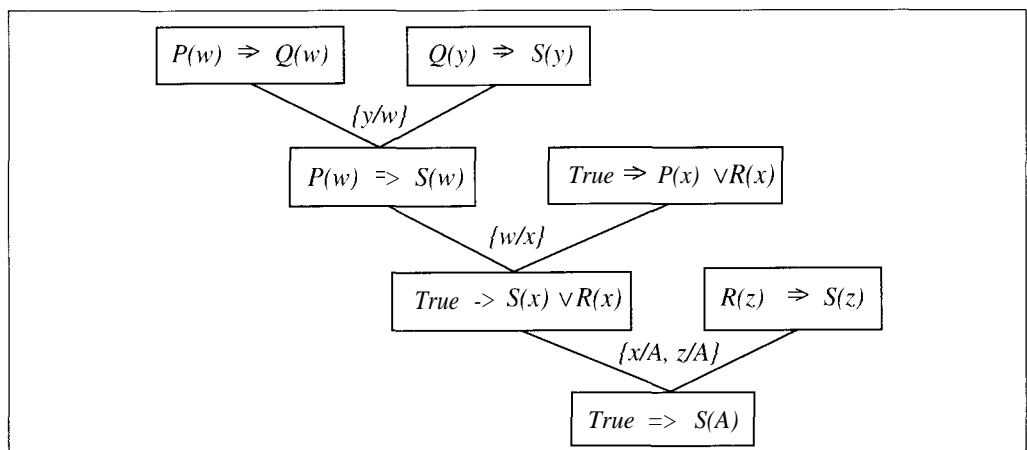 P(w) ⇒ Q(w) Q(y) ⇒ S(y)
{y/w}
P(w) => S(w) True ⇒ P(x) ∨R(x)
{w/x}
True -> S(x) ∨R(x) R(z) ⇒ S(z)
{x/A, z/A}
True => S(A)